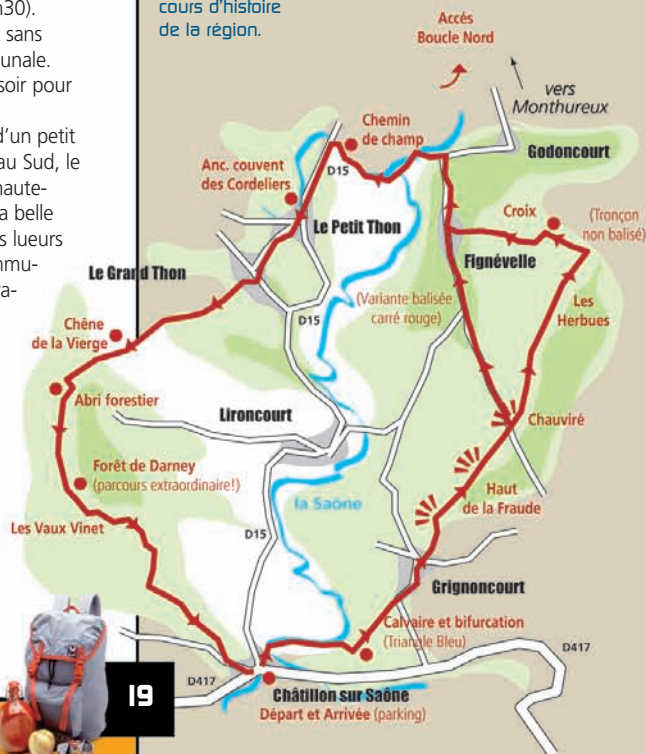 h30).
sans
unale.
soir pour
d'un petit
au Sud, le
haute-
a belle
s lueurs
nmu-
ra-
cours d'histoire
de la région.
Accés
Boucle Nord
vers
Monthureux
Chemin
de champ
Godoncourt
D15
Anc. couvent
des Cordeliers
Croix
(Tronçon
non balisé)
Le Petit Thon
Fignévelle
Le Grand Thon
(Variante balisée
carré rouge)
Les
Herbues
D15
Chêne
de la Vierge
Abri forestier
Lironcourt
Chauviré
Forêt de Darney
(parcours extraordinaire!)
Haut
de la Fraude
la Saône
Les Vaux Vinet
D15
Grignoncourt
Calvaire et bifurcation
(Triangle Bleu)
D417
D417
Châtillon sur Saône
Départ et Arrivée (parking)
19